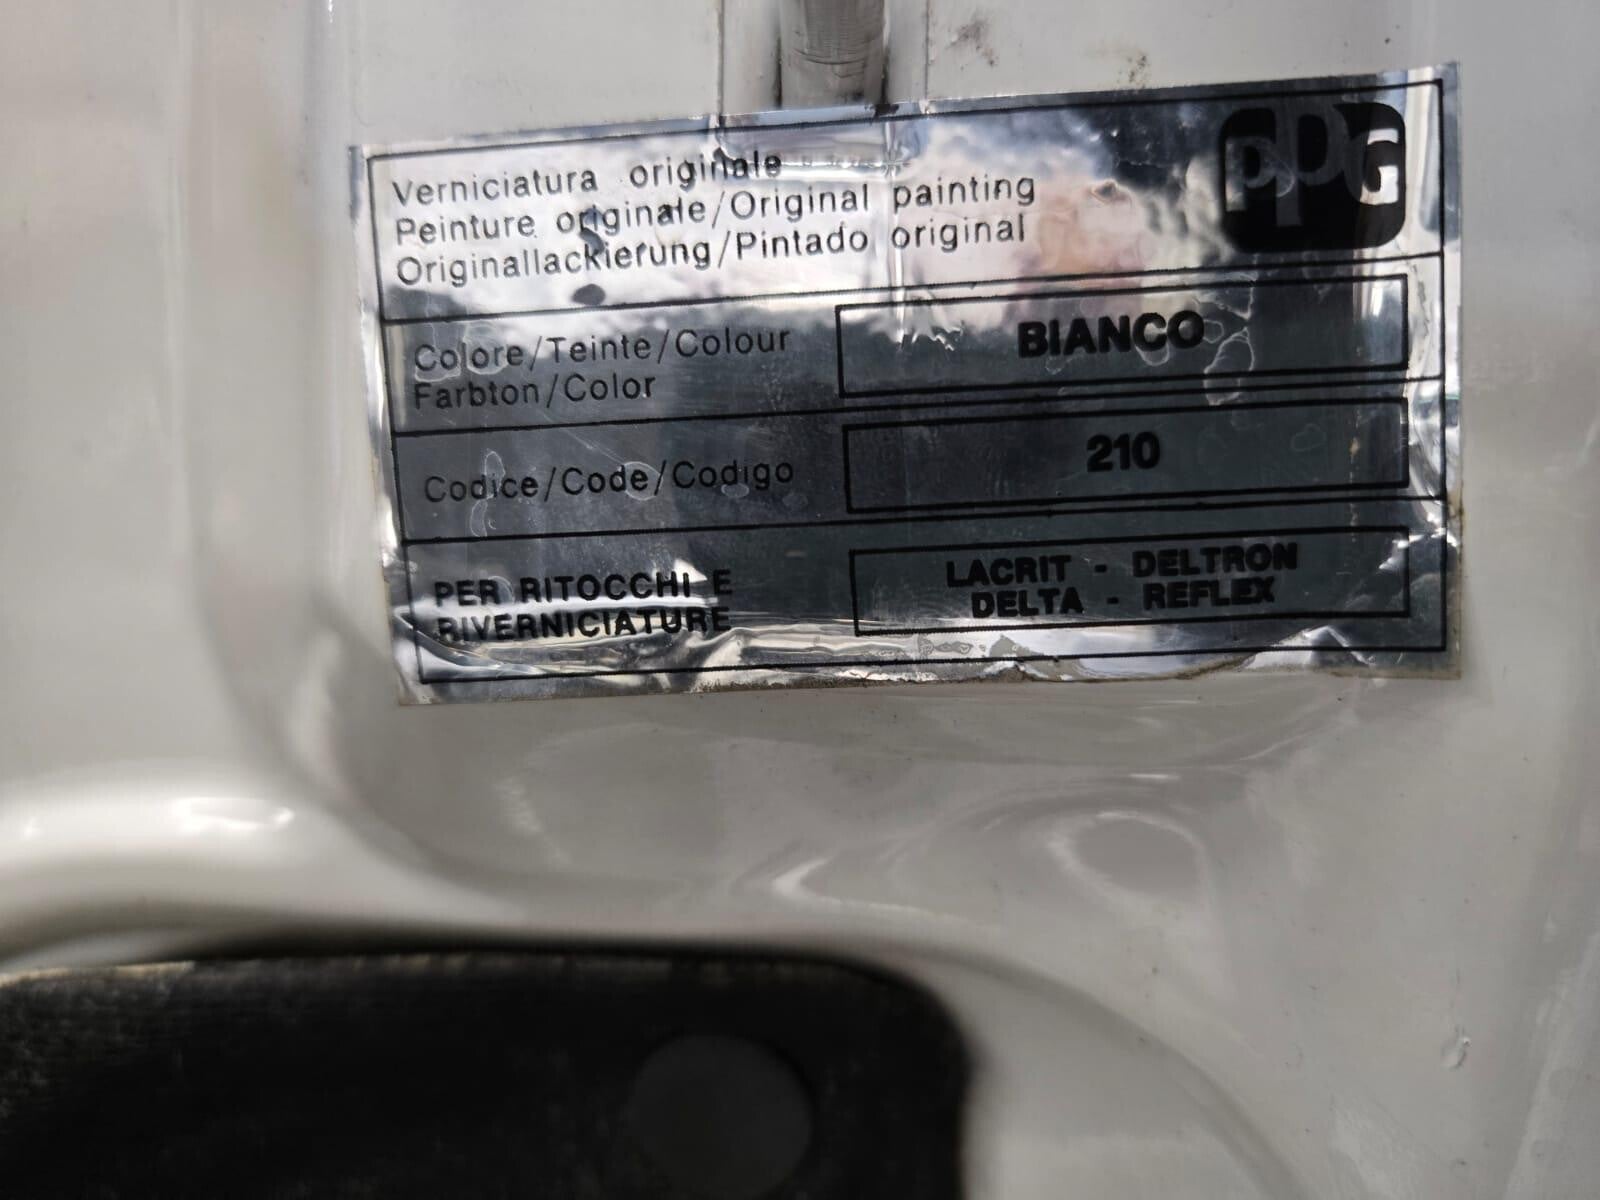 PPG
Verniciatura originale
Peinture originale/Original painting
Originallackierung/Pintado original
Colore/Teinte/Colour
Farbton/Color
BIANCO
Codice/Code/Codigo
210
PER RITOCCHI E
RIVERNICIATURE
LACRIT - DELTRON
DELTA - REFLEX